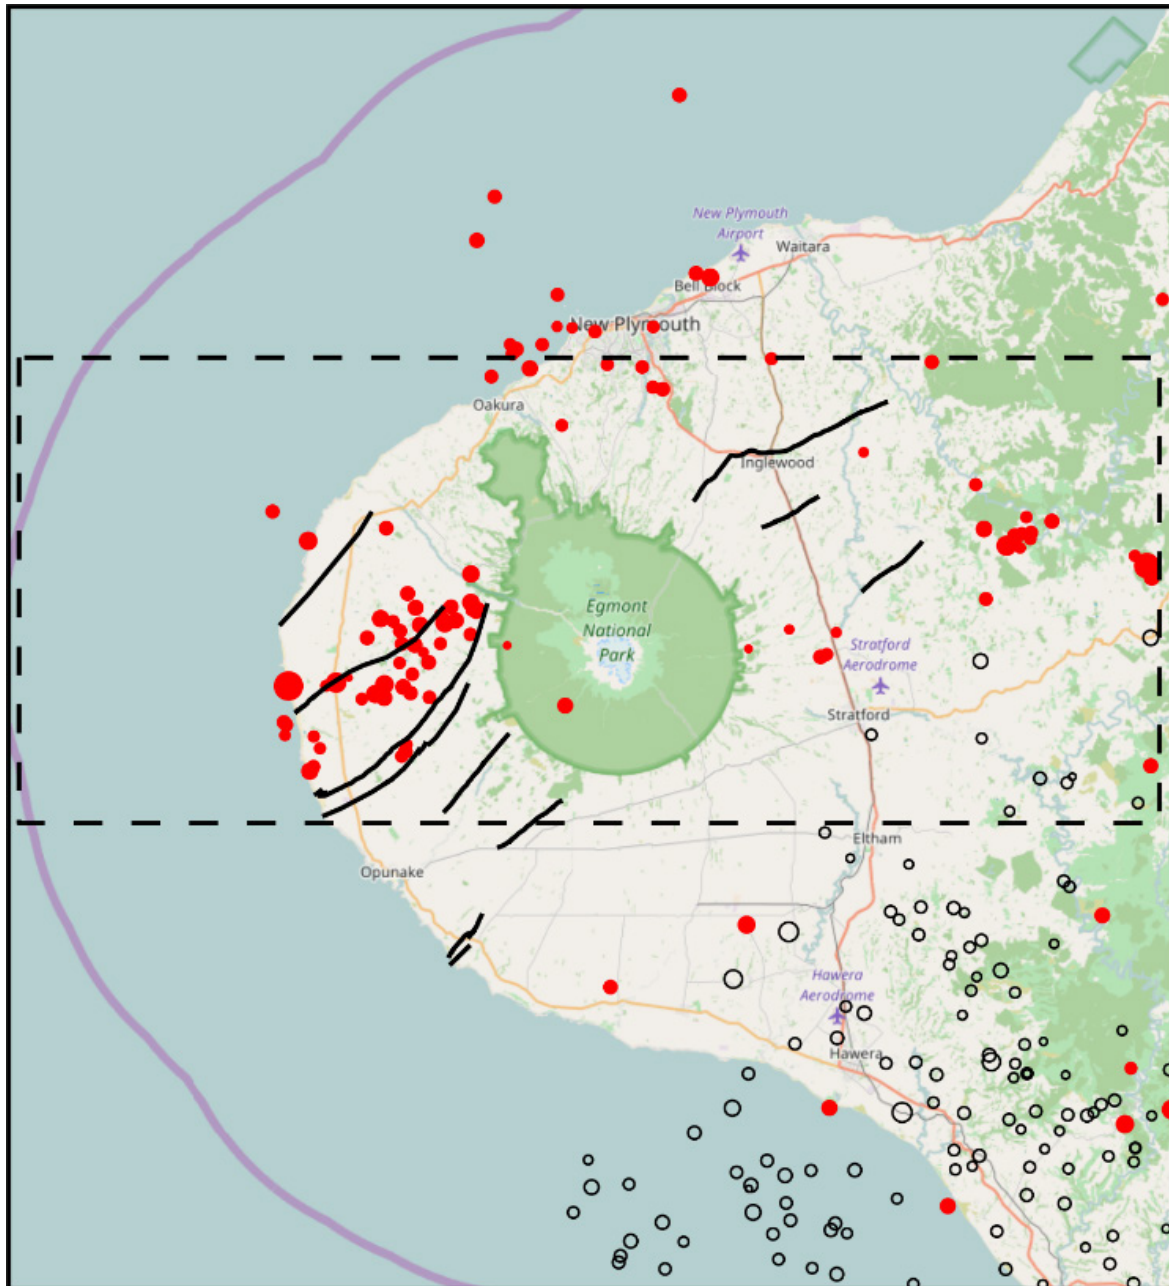 New Plymouth
Airport
Waitara
Bell Block
New Plymouth
Oakura
Inglewood
Egmont
National
Park
Stratford
Aerodrome
Stratford
Eltham
Opunake
Hawera
Aerodrome
Hawera